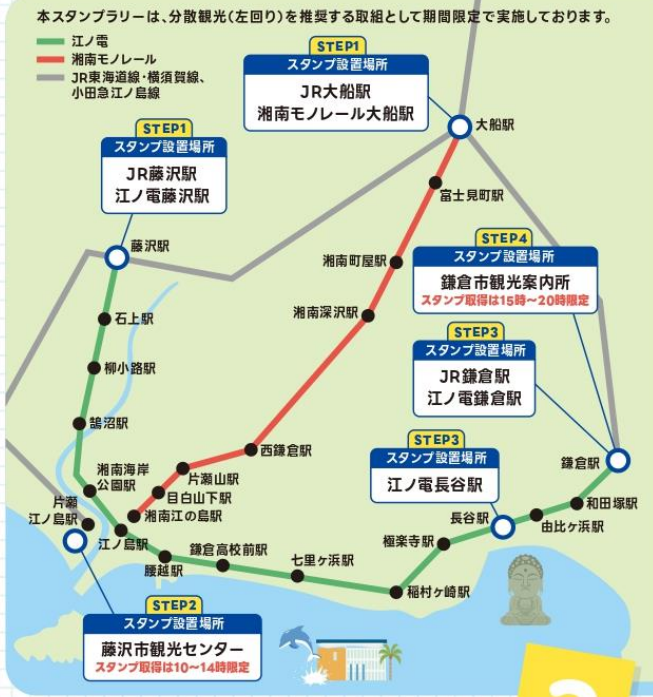 本スタンプラリーは、分散観光(左回り)を推奨する取組として期間限定で実施しております。
江ノ電
湘南モノレール
JR東海道線・横須賀線、
小田急江ノ島線
STEP1
スタンプ設置場所
JR大船駅
湘南モノレール大船駅
大船駅
STEP1
スタンプ設置場所
JR藤沢駅
江ノ電藤沢駅
富士見町駅
藤沢駅
湘南町屋駅
STEP4
スタンプ設置場所
鎌倉市観光案内所
スタンプ取得は15時〜20時限定
石上駅
湘南深沢駅
STEP3
スタンプ設置場所
JR鎌倉駅
江ノ電鎌倉駅
柳小路駅
鵠沼駅
西鎌倉駅
STEP3
スタンプ設置場所
江ノ電長谷駅
鎌倉駅
湘南海岸
公園駅
片瀬山駅
目白山下駅
湘南江の島駅
片瀬
江ノ島駅
和田塚駅
長谷駅
由比ヶ浜駅
江ノ島駅
極楽寺駅
腰越駅
鎌倉高校前駅
七里ヶ浜駅
稲村ヶ崎駅
STEP2
スタンプ設置場所
藤沢市観光センター
スタンプ取得は10〜14時限定